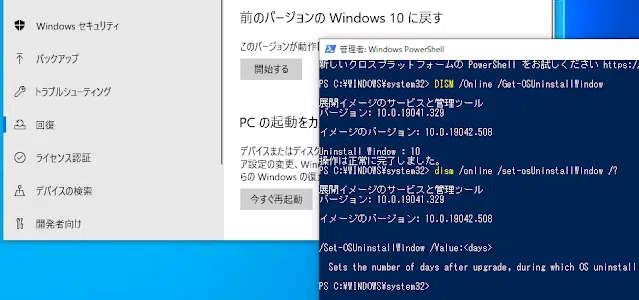 Windows セキュリティ
バックアップ
トラブルシューティング
回復
ライセンス認証
デバイスの検索
開発者向け
前のバージョンの Windows 10 に戻す
このバージョンが動作
開始する
PC の起動をカ
デバイスまたはディスク
ア設定の変更、Win
らの Windows の復
今すぐ再起動
管理者: Windows PowerShell
新しいクロスプラットフォームの PowerShell をお試しください https:/
PS C:¥WINDOWS¥system32> DISM /Online /Get-OSUninstallWindow
展開イメージのサービスと管理ツール
バージョン: 10.0.19041.329
イメージのバージョン: 10.0.19042.508
Uninstall Window : 10
操作は正常に完了しました。
PS C:¥WINDOWS¥system32> dism /online /set-osUninstallWindow /?
展開イメージのサービスと管理ツール
バージョン: 10.0.19041.329
イメージのバージョン: 10.0.19042.508
/Set-OSUninstallWindow /Value:<days>
Sets the number of days after upgrade, during which OS uninstall
PS C:¥WINDOWS¥system32>